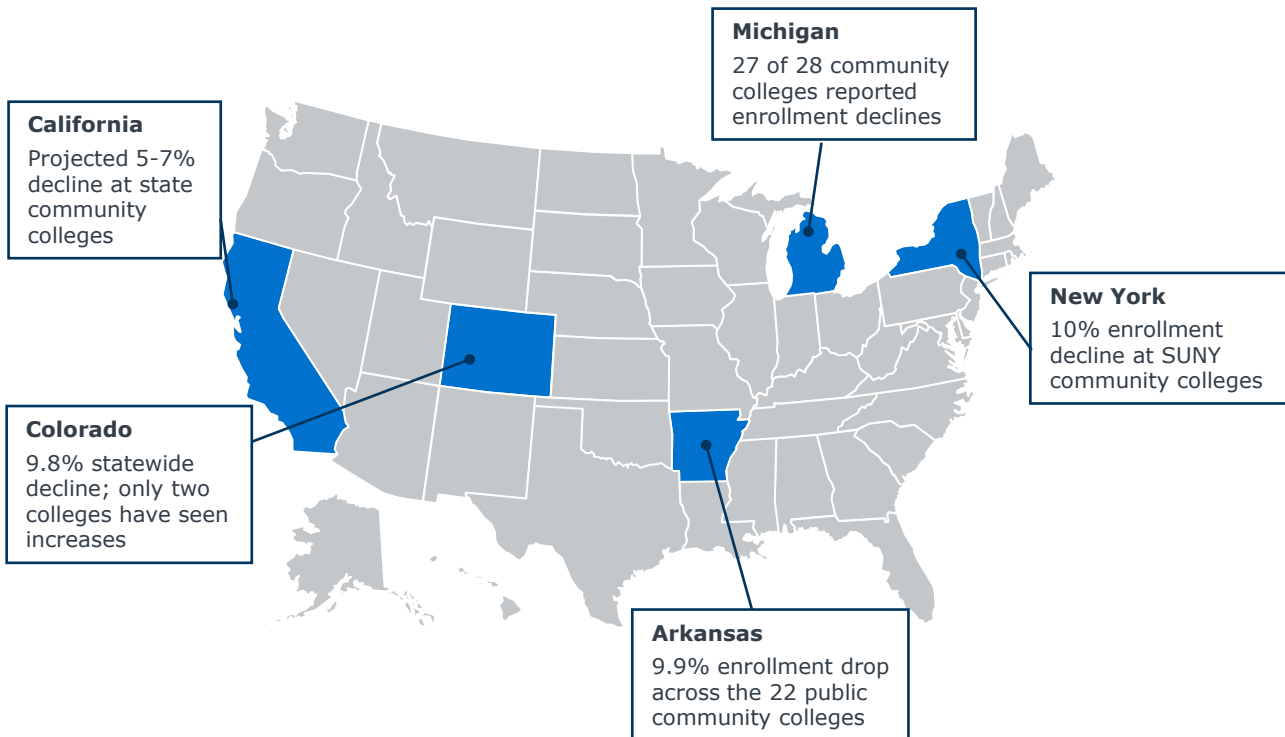 Michigan
27 of 28 community
colleges reported
enrollment declines
California
Projected 5-7%
decline at state
community
colleges
New York
10% enrollment
decline at SUNY
community colleges
Colorado
9.8% statewide
decline; only two
colleges have seen
increases
Arkansas
9.9% enrollment drop
across the 22 public
community colleges